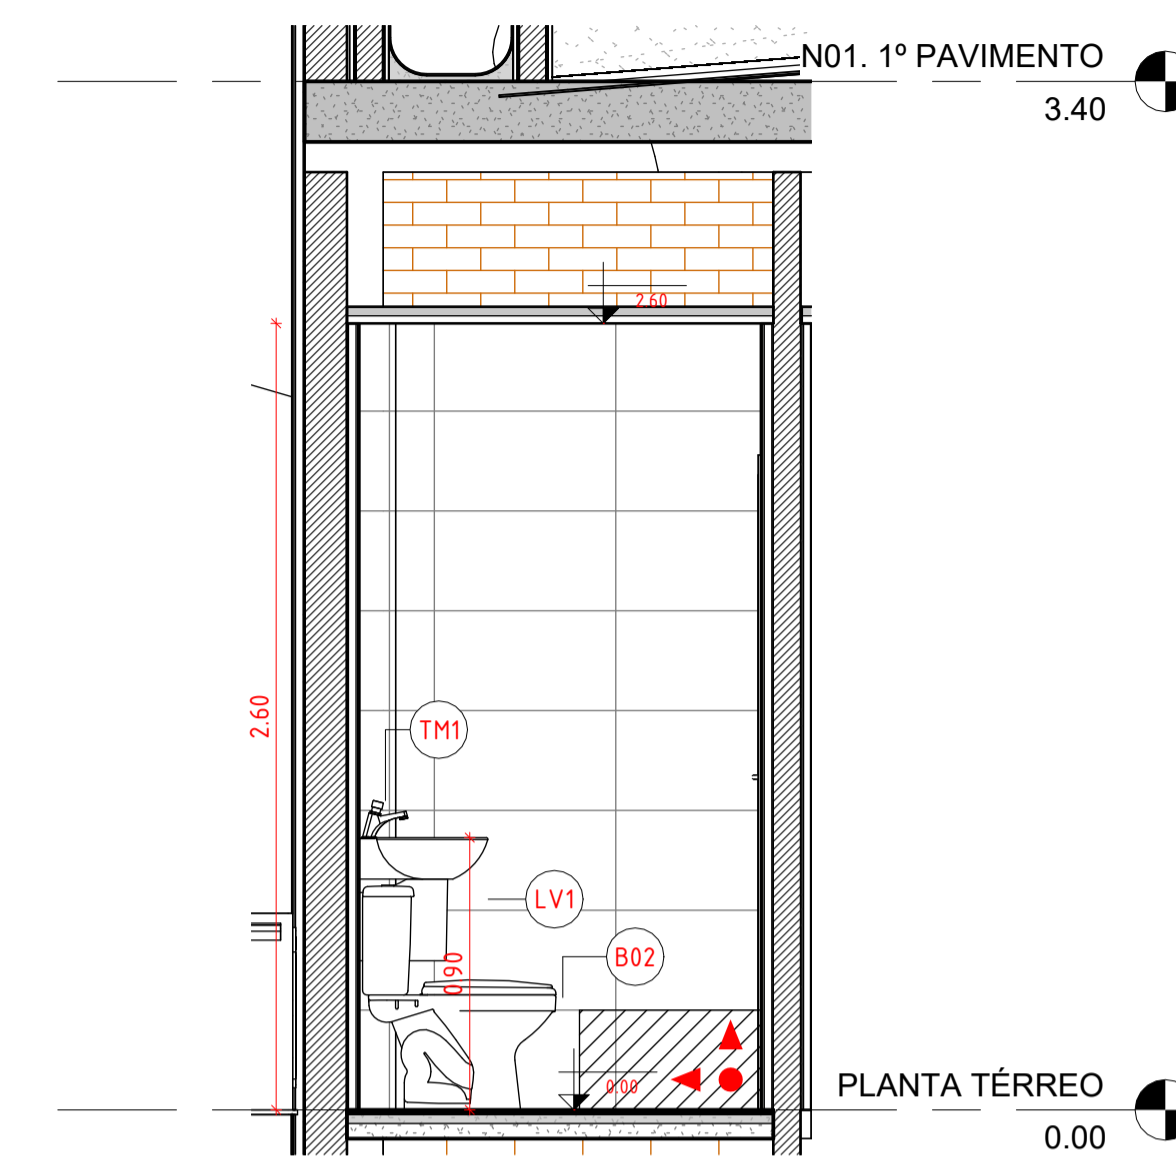 N01. 1º PAVIMENTO
3.40
2.60
2.60
TM1
LV1
B02
0.90
0.00
PLANTA TÉRREO
0.00